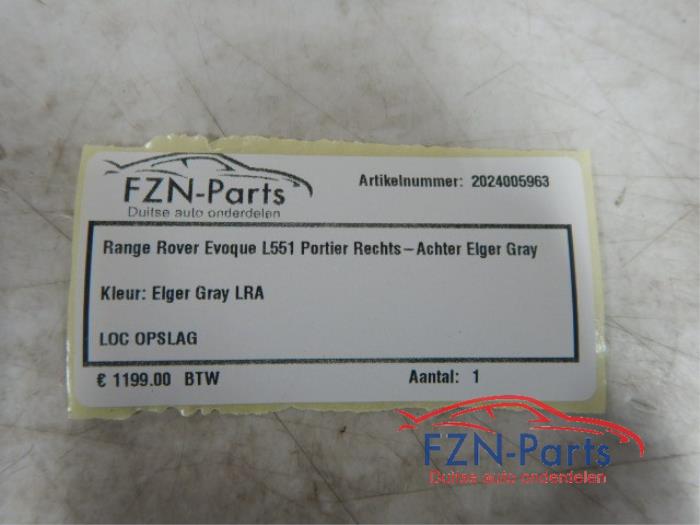 FZN-Parts
Duitse auto onderdelen
Artikelnummer: 2024005963
Range Rover Evoque L551 Portier Rechts-Achter Elger Gray
Kleur: Elger Gray LRA
LOC OPSLAG
€ 1199.00 BTW
Aantal: 1
FZN-Parts
Duitse auto onderdelen